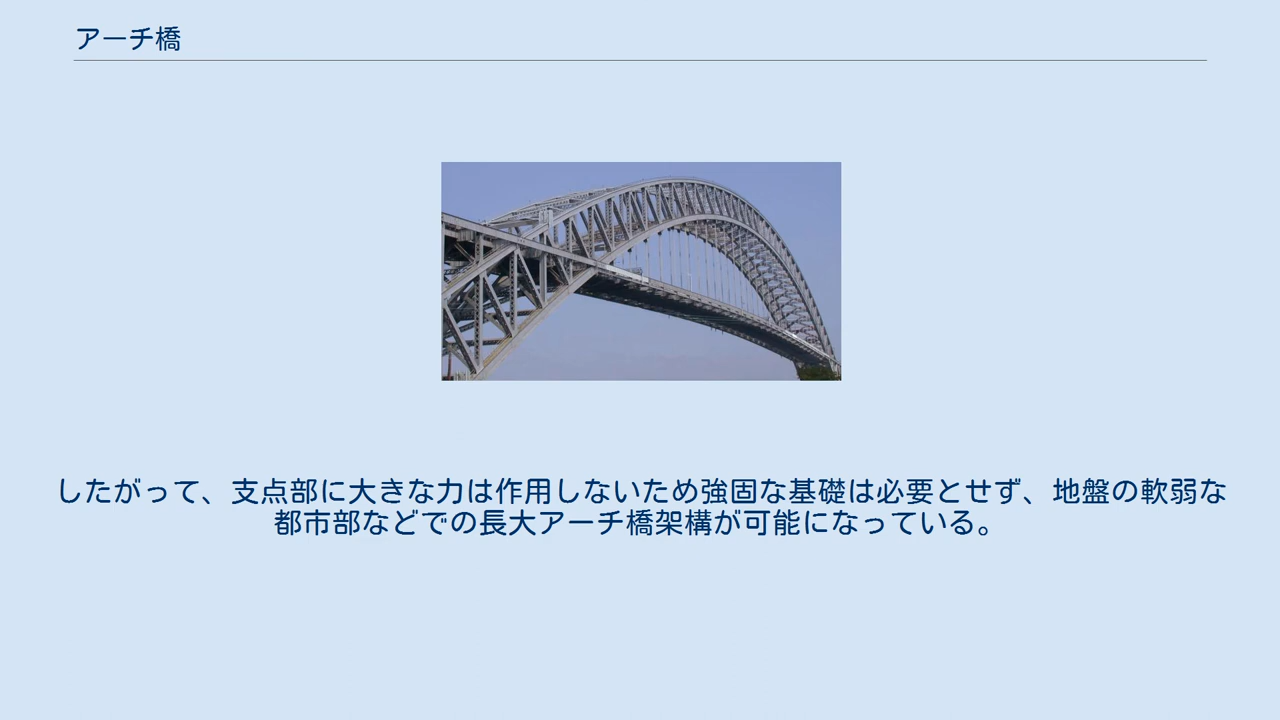 アーチ橋
したがって、支点部に大きな力は作用しないため強固な基礎は必要とせず、地盤の軟弱な
都市部などでの長大アーチ橋架構が可能になっている。